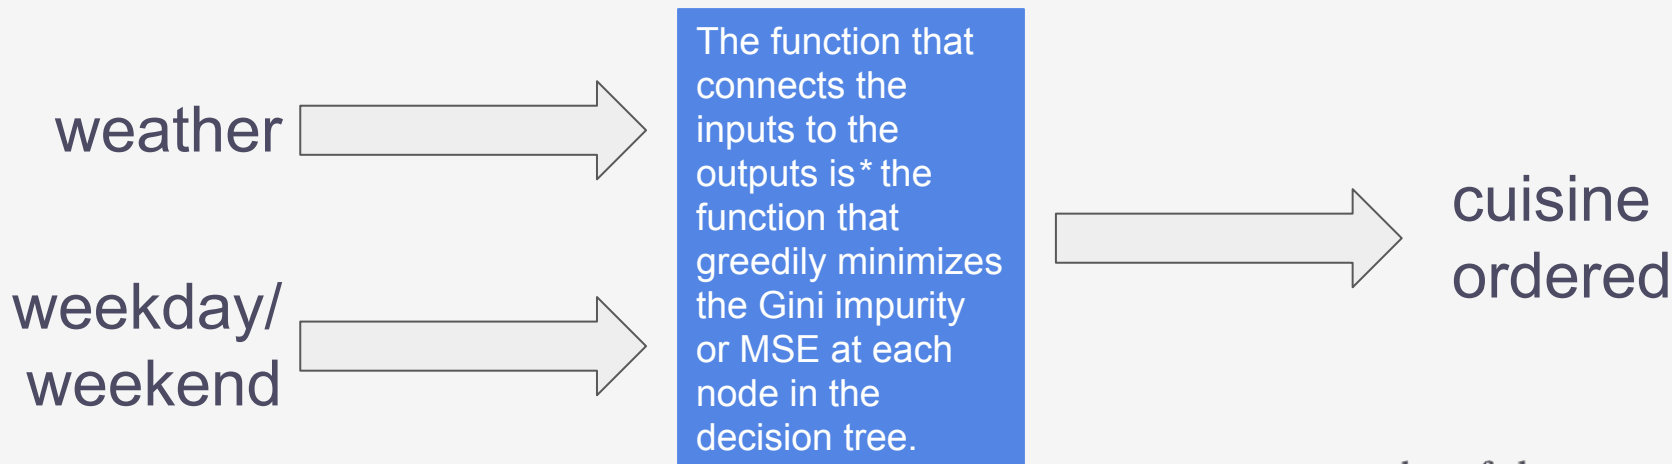 weather
weekday/
weekend
The function that
connects the
inputs to the
outputs is* the
function that
greedily minimizes
the Gini impurity
or MSE at each
node in the
decision tree.
cuisine
ordered